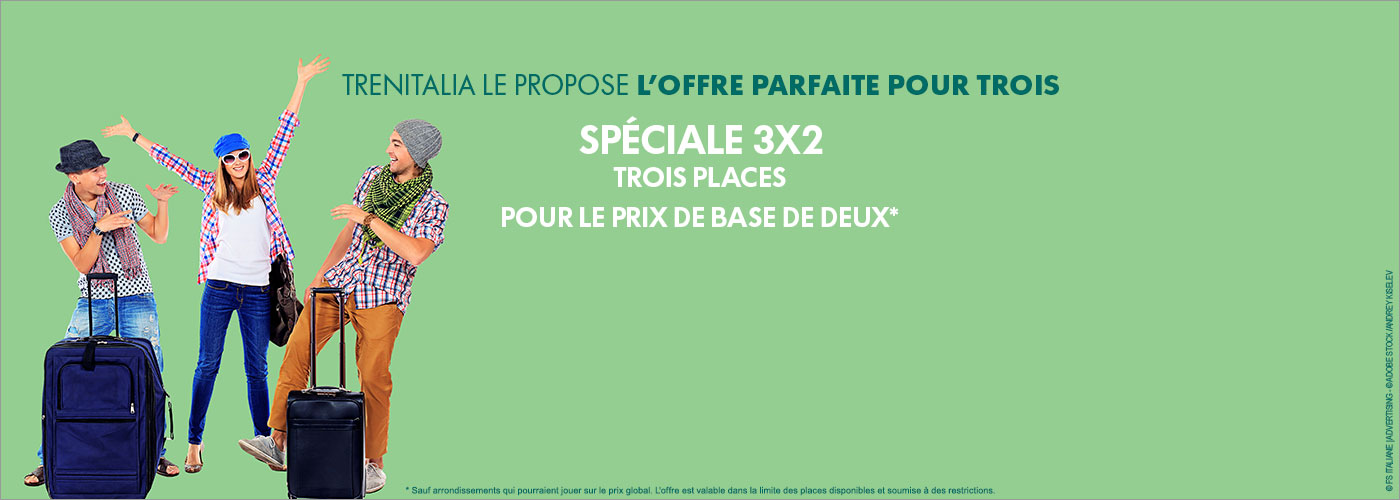 TRENITALIA LE PROPOSE L'OFFRE PARFAITE POUR TROIS
SPÉCIALE 3X2
TROIS PLACES
POUR LE PRIX DE BASE DE DEUX*
* Sauf arrondissements qui pourraient jouer sur le prix global. L'offre est valable dans la limite des places disponibles et soumise à des restrictions.
© FS ITALIANE | ADVERTISING - © ADOBE STOCK /ANDREY KISELEV